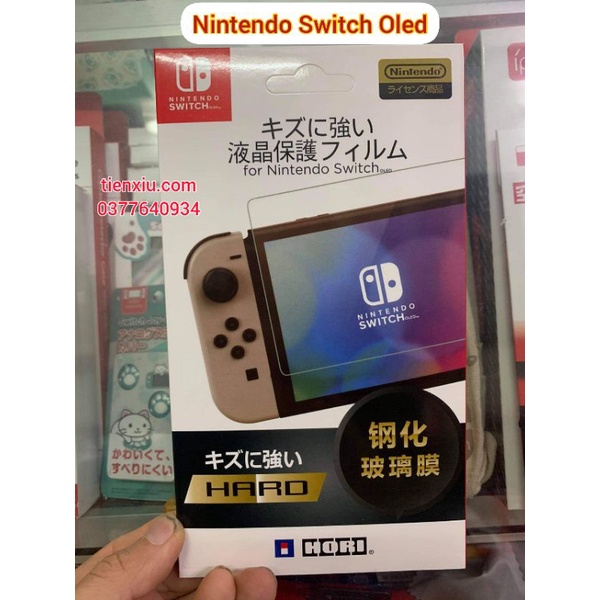 Nintendo Switch Oled
NINTENDO
SWITCH OLED
Nintendo
ライセンス商品
キズに強い
液晶保護フィルム
for Nintendo Switch OLED
tienxiu.com
0377640934
NINTENDO
SWITCH OLED
钢化
玻璃膜
キズに強い
HARD
HORI ®
かわいくて、
すべりにくい